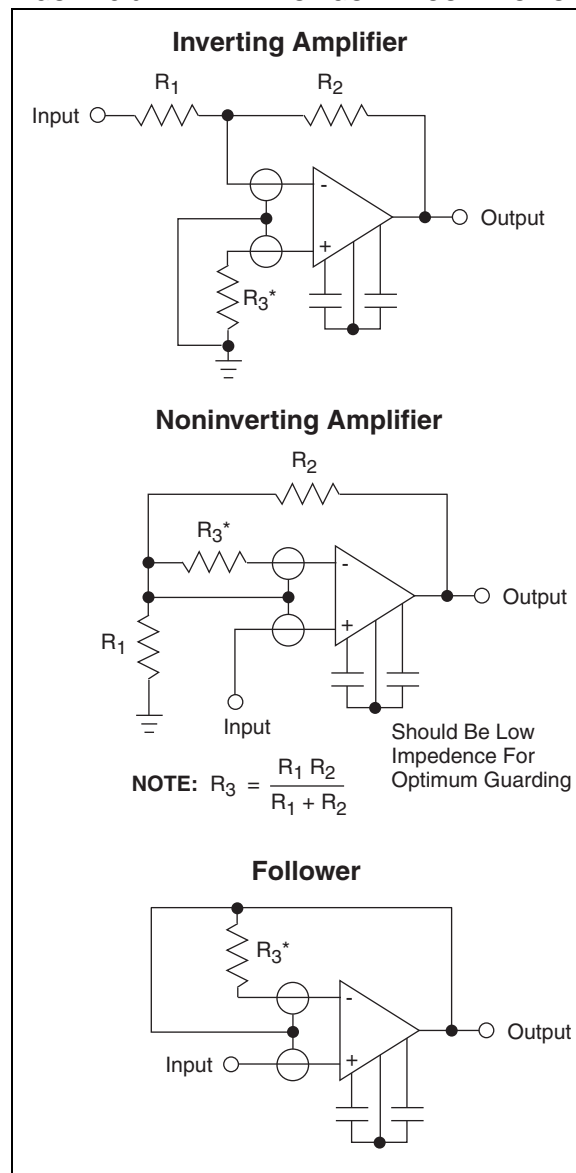 Inverting Amplifier
R1
R2
Input
-
+
Output
R3*
Noninverting Amplifier
R2
R3*
-
+
Output
R1
Input
Should Be Low
Impedence For
Optimum Guarding
NOTE: R3 = R1 R2 / R1 + R2
Follower
R3*
-
+
Output
Input